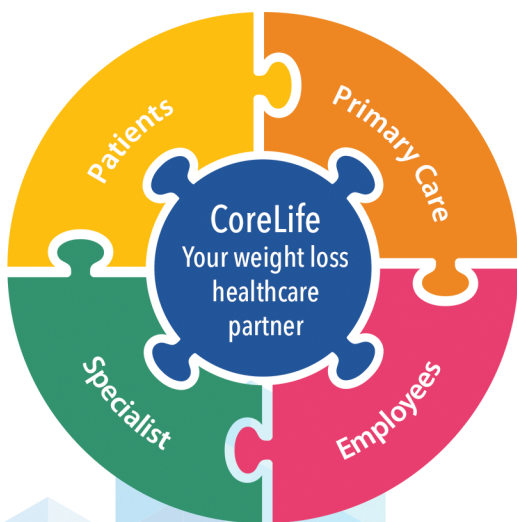 Patients
Primary Care
CoreLife
Your weight loss
healthcare
partner
Specialist
Employees